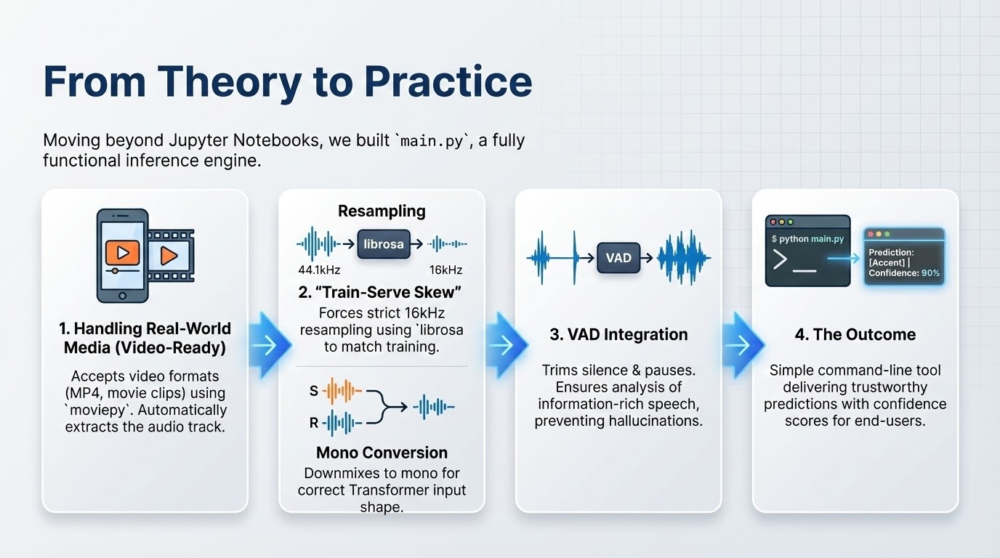 From Theory to Practice
Moving beyond Jupyter Notebooks, we built `main.py`, a fully
functional inference engine.
1. Handling Real-World
Media (Video-Ready)
Accepts video formats
(MP4, movie clips) using
`moviepy`. Automatically
extracts the audio track.
Resampling
librosa
44.1kHz
16kHz
2. “Train-Serve Skew”
Forces strict 16kHz
resampling using `librosa
to match training.
S
R
Mono Conversion
Downmixes to mono for
correct Transformer input
shape.
VAD
3. VAD Integration
Trims silence & pauses.
Ensures analysis of
information-rich speech,
preventing hallucinations.
$ python main.py
Prediction:
[Accent] |
Confidence: 90%
4. The Outcome
Simple command-line tool
delivering trustworthy
predictions with confidence
scores for end-users.